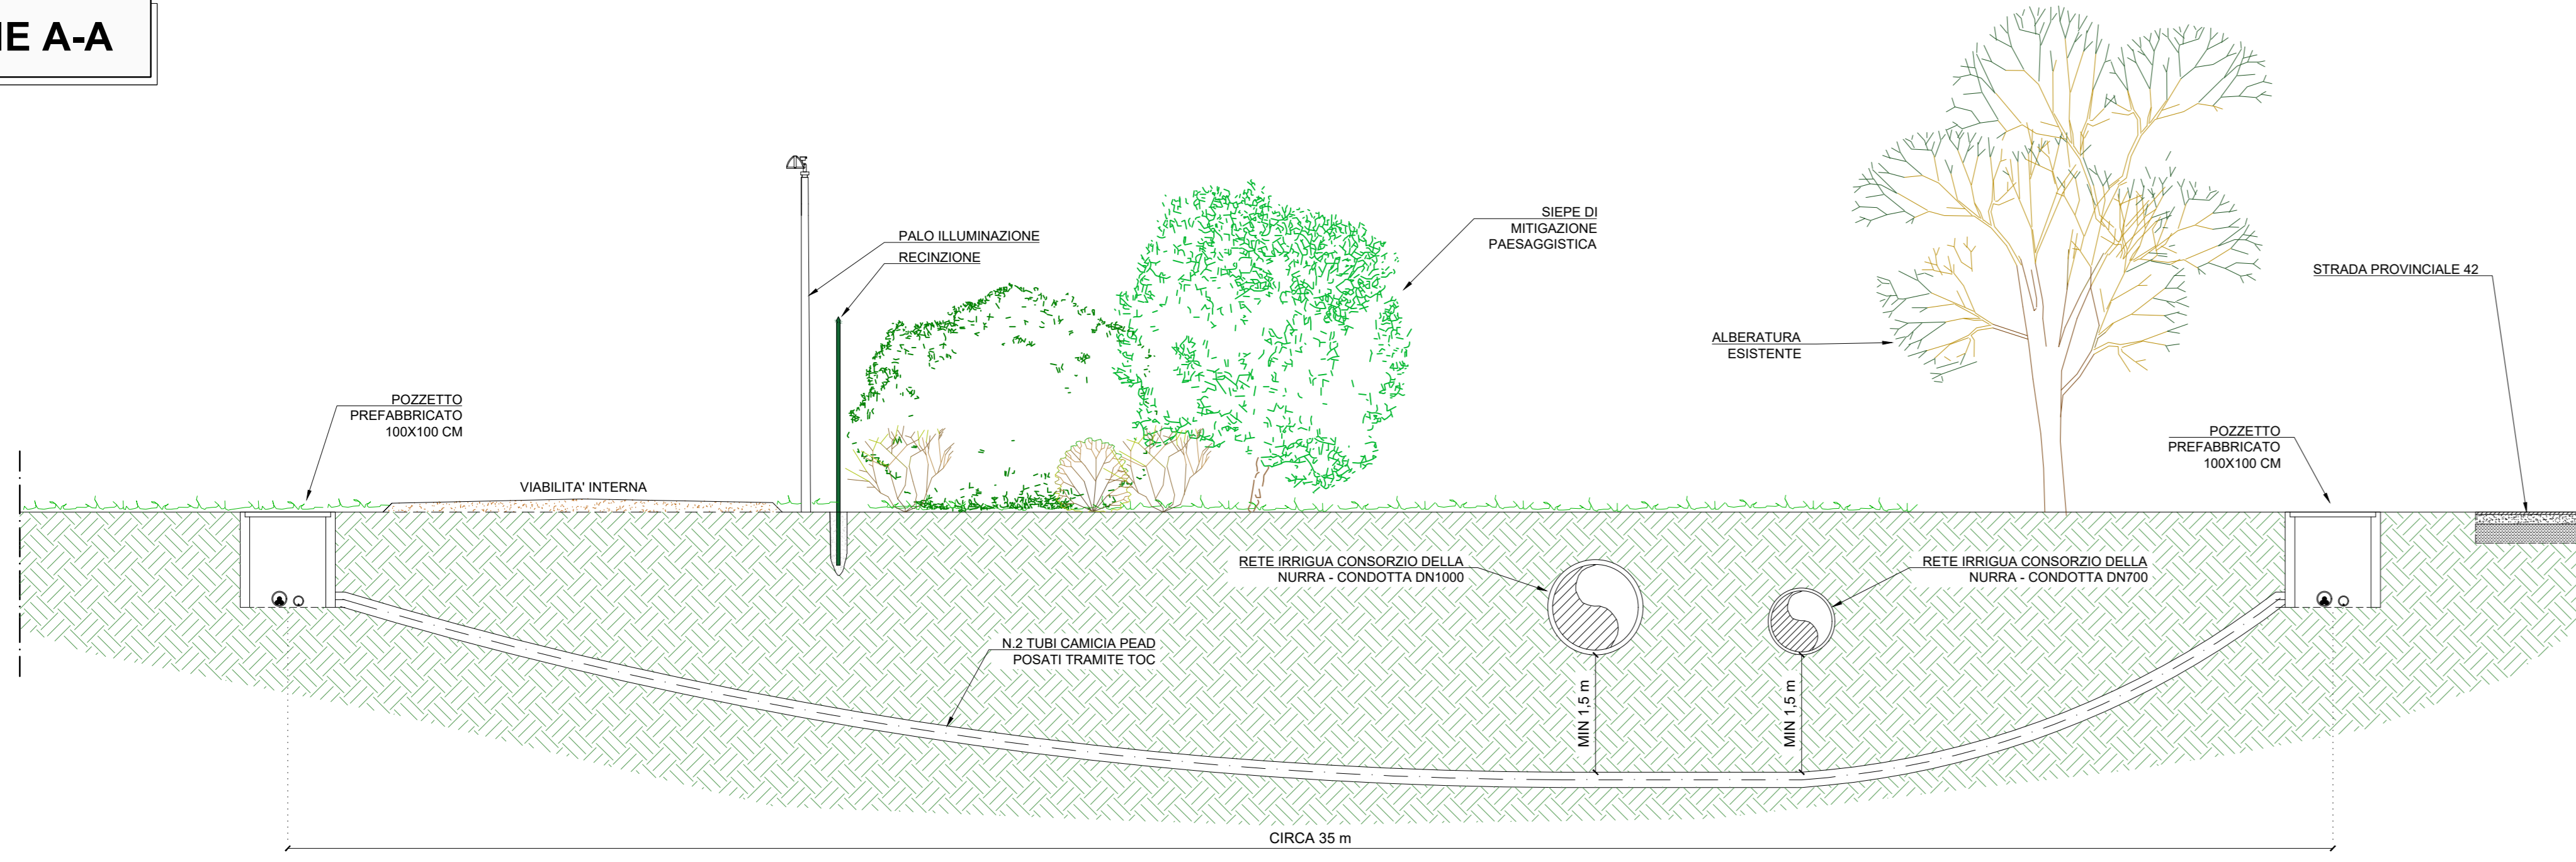 A-A
PALO ILLUMINAZIONE
RECINZIONE
SIEPE DI
MITIGAZIONE
PAESAGGISTICA
STRADA PROVINCIALE 42
ALBERATURA
ESISTENTE
POZZETTO
PREFABBRICATO
100X100 CM
POZZETTO
PREFABBRICATO
100X100 CM
VIABILITA' INTERNA
RETE IRRIGUA CONSORZIO DELLA
NURRA - CONDOTTA DN1000
RETE IRRIGUA CONSORZIO DELLA
NURRA - CONDOTTA DN700
N.2 TUBI CAMICIA PEAD
POSATI TRAMITE TOC
MIN 1,5 m
MIN 1,5 m
CIRCA 35 m